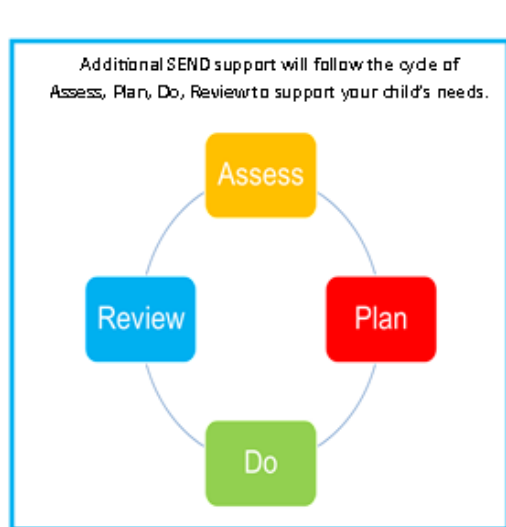 Additional SEND support will follow the cycle of
Assess, Plan, Do, Review to support your child's needs.
Assess
Review
Plan
Do